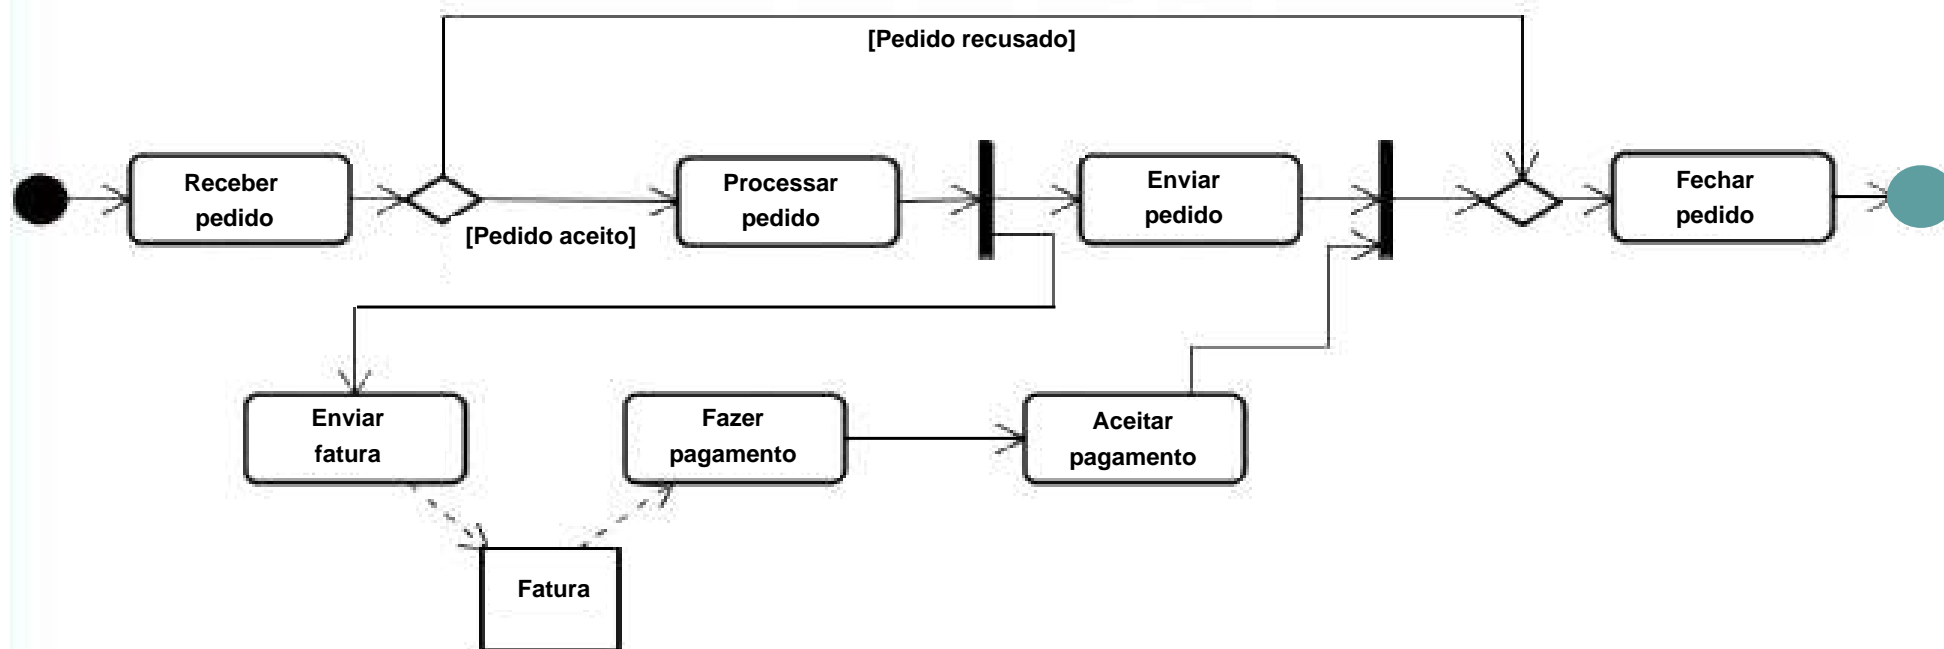 [Pedido recusado]
Receber
pedido
[Pedido aceito]
Processar
pedido
Enviar
pedido
Fechar
pedido
Enviar
fatura
Fazer
pagamento
Aceitar
pagamento
Fatura